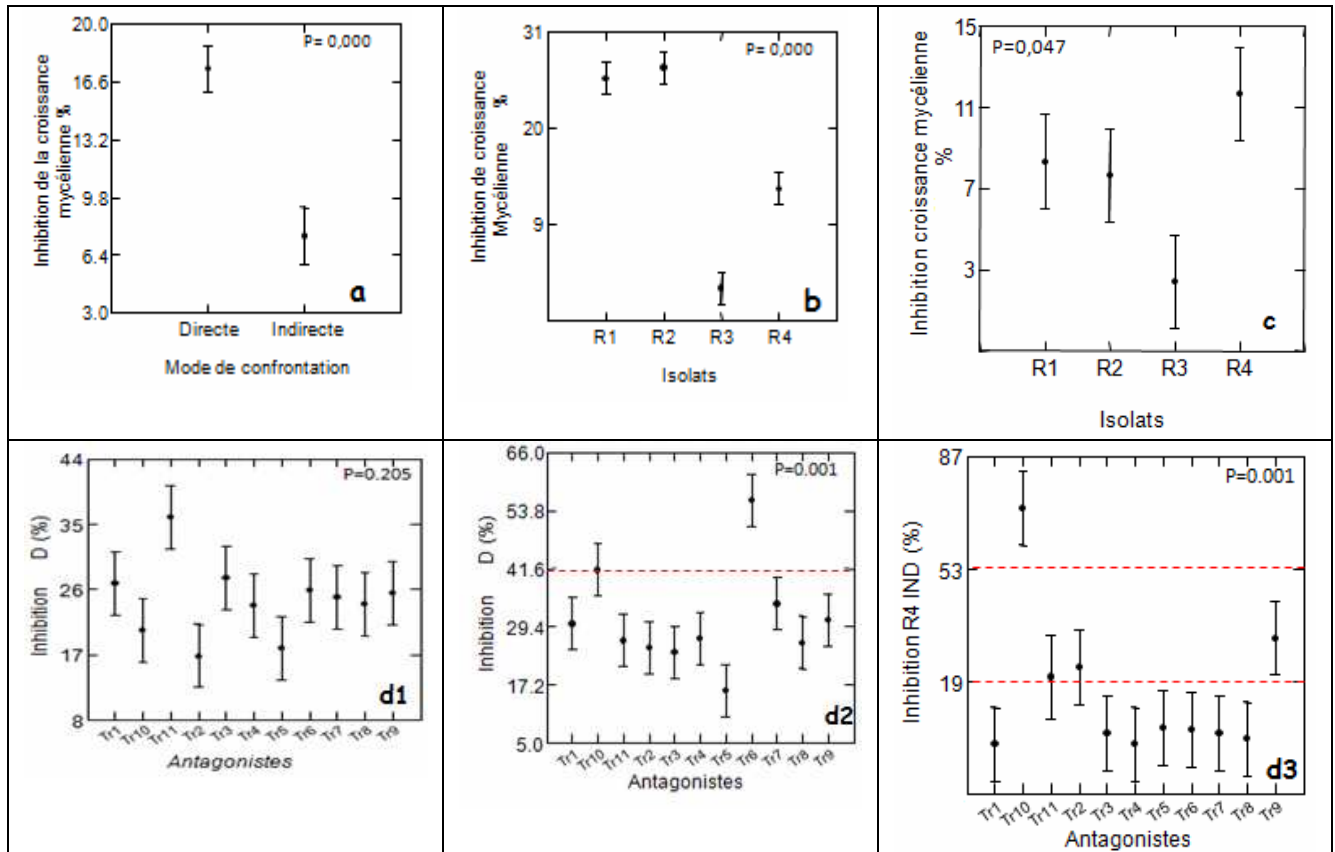 20.0
16.6
13.2
9.8
6.4
3.0
Inhibition de la croissance
mycélienne %
P= 0,000
a
Directe Indirecte
Mode de confrontation
31
20
9
Inhibition de croissance
Mycélienne %
P= 0,000
b
R1 R2 R3 R4
Isolats
15
11
7
3
Inhibition croissance mycélienne
%
P=0,047
c
R1 R2 R3 R4
Isolats
44
35
26
17
8
Inhibition D (%)
P=0.205
d1
Tr1 Tr10 Tr11 Tr2 Tr3 Tr4 Tr5 Tr6 Tr7 Tr8 Tr9
Antagonistes
66.0
53.8
41.6
29.4
17.2
5.0
Inhibition D (%)
P=0.001
d2
Tr1 Tr10 Tr11 Tr2 Tr3 Tr4 Tr5 Tr6 Tr7 Tr8 Tr9
Antagonistes
87
53
19
Inhibition R4 IND (%)
P=0.001
d3
Tr1 Tr10 Tr11 Tr2 Tr3 Tr4 Tr5 Tr6 Tr7 Tr8 Tr9
Antagonistes